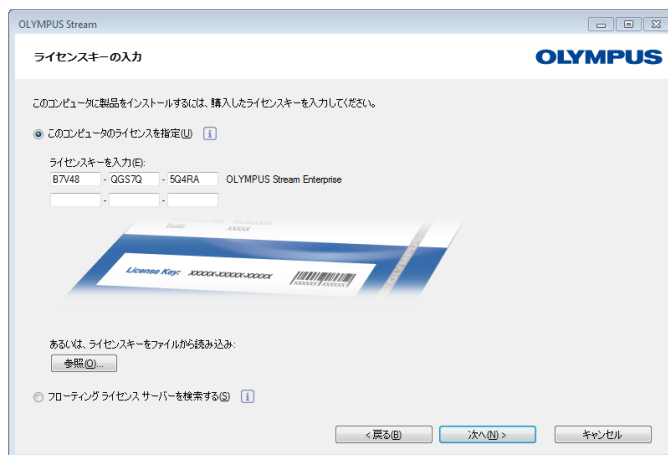 OLYMPUS Stream
ライセンスキーの入力
OLYMPUS
このコンピュータに製品をインストールするには、購入したライセンスキーを入力してください。
このコンピュータのライセンスを指定(U)
ライセンスキーを入力(E):
B7V48 - QGS7Q - 5Q4RA OLYMPUS Stream Enterprise
- -
License Key: XXXXX-XXXXX-XXXXX
あるいは、ライセンスキーをファイルから読み込み:
参照(O)...
フローティング ライセンス サーバーを検索する(S)
< 戻る(B) 次へ(N) > キャンセル